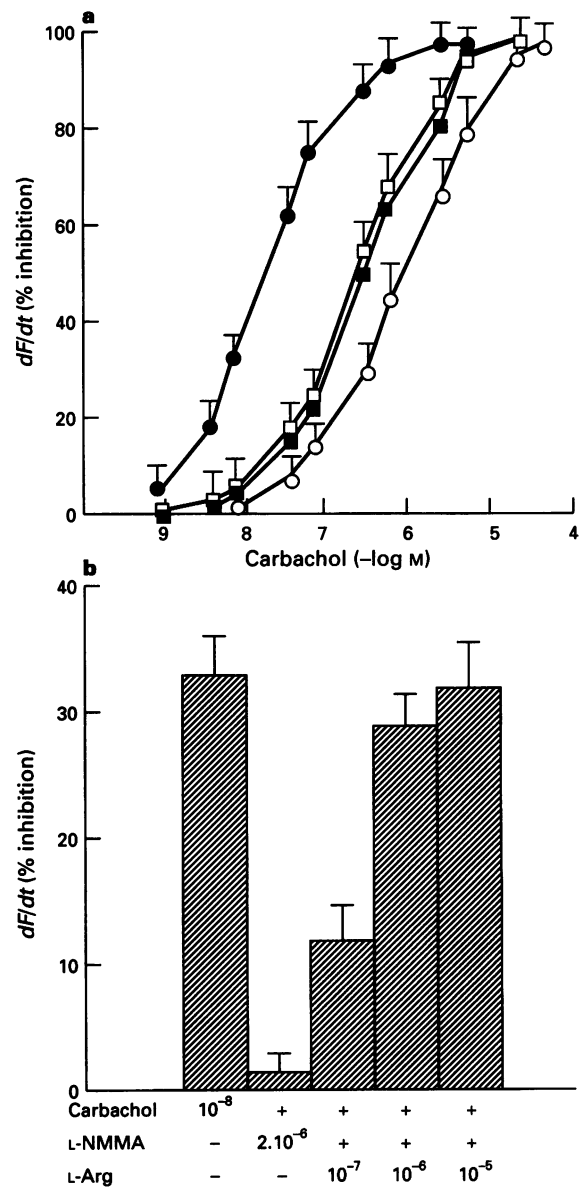 a
100
80
60
40
20
0
dF/dt (% inhibition)
9 8 7 6 5 4
Carbachol (–log M)
b
40
30
20
10
0
dF/dt (% inhibition)
Carbachol 10⁻⁸ + + + +
L-NMMA – 2.10⁻⁶ + + +
L-Arg – – 10⁻⁷ 10⁻⁶ 10⁻⁵